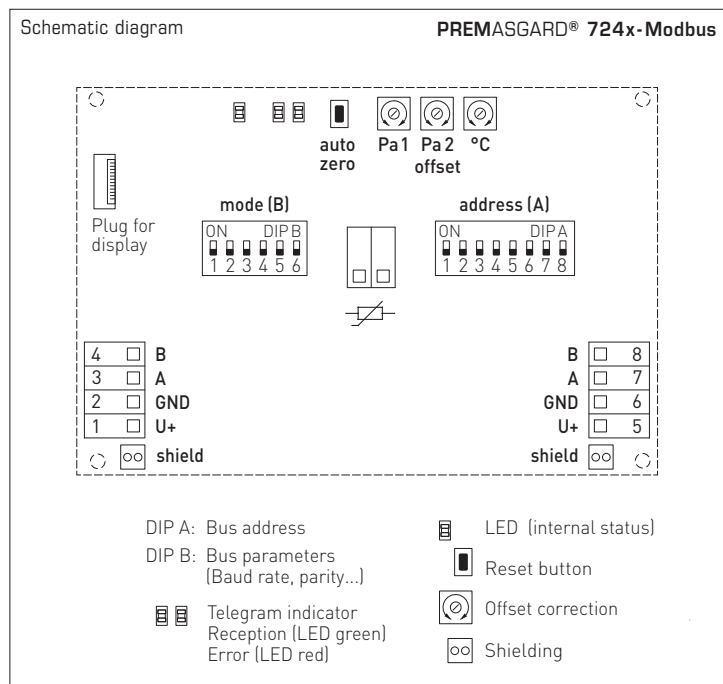 Schematic diagram
PREMASGARD® 724x-Modbus
auto zero
Pa 1
Pa 2
°C
offset
Plug for display
mode (B)
ON DIP B
1 2 3 4 5 6
address (A)
ON DIP A
1 2 3 4 5 6 7 8
4 B
3 A
2 GND
1 U+
shield
B 8
A 7
GND 6
U+ 5
shield
DIP A: Bus address
DIP B: Bus parameters
(Baud rate, parity...)
Telegram indicator
Reception (LED green)
Error (LED red)
LED (internal status)
Reset button
Offset correction
Shielding